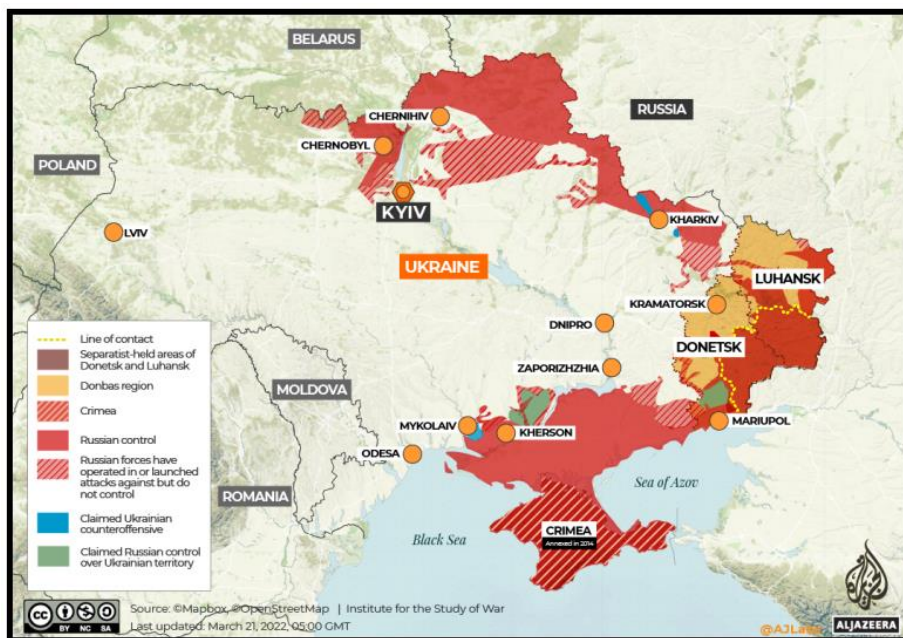 BELARUS
RUSSIA
CHERNIHIV
CHERNOBYL
POLAND
KYIV
LVIV
KHARKIV
UKRAINE
LUHANSK
KRAMATORSK
DNIPRO
DONETSK
ZAPORIZHZHIA
MOLDOVA
MYKOLAIV
KHERSON
MARIUPOL
ODESA
ROMANIA
Sea of Azov
Black Sea
CRIMEA
Annexed in 2014
Line of contact
Separatist-held areas of
Donetsk and Luhansk
Donbas region
Crimea
Russian control
Russian forces have
operated in or launched
attacks against but do
not control
Claimed Ukrainian
counteroffensive
Claimed Russian control
over Ukrainian territory
CC BY NC SA
Source: ©Mapbox, ©OpenStreetMap | Institute for the Study of War
Last updated: March 21, 2022, 05:00 GMT
ALJAZEERA